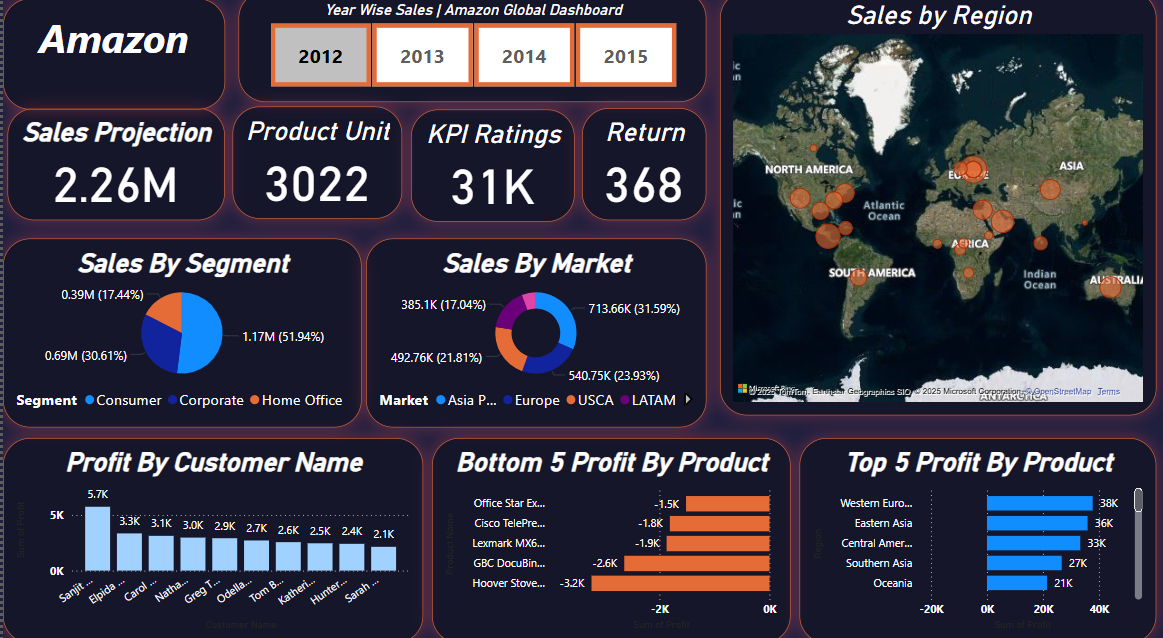 Amazon
Year Wise Sales | Amazon Global Dashboard
2012
2013
2014
2015
Sales Projection
2.26M
Product Unit
3022
KPI Ratings
31K
Return
368
Sales by Region
NORTH AMERICA
EUROPE
ASIA
Atlantic
Ocean
AFRICA
SOUTH AMERICA
Indian
Ocean
AUSTRALIA
ANTARCTICA
Microsoft Bing
© 2025 TomTom, Earthstar Geographics SIO, © 2025 Microsoft Corporation, © OpenStreetMap Terms
Sales By Segment
0.39M (17.44%)
1.17M (51.94%)
0.69M (30.61%)
Segment Consumer Corporate Home Office
Sales By Market
385.1K (17.04%)
713.66K (31.59%)
492.76K (21.81%)
540.75K (23.93%)
Market Asia P... Europe USCA LATAM
Profit By Customer Name
Sum of Profit
5K
0K
5.7K
3.3K
3.1K
3.0K
2.9K
2.7K
2.6K
2.5K
2.4K
2.1K
Sanjit ...
Elpida ...
Carol ...
Natha...
Greg T...
Odella...
Tom B...
Katheri...
Hunter...
Sarah ...
Customer Name
Bottom 5 Profit By Product
Product Name
Office Star Ex... -1.5K
Cisco TelePre... -1.8K
Lexmark MX6... -1.9K
GBC DocuBin... -2.6K
Hoover Stove... -3.2K
-2K 0K
Sum of Profit
Top 5 Profit By Product
Region
Western Euro... 38K
Eastern Asia 36K
Central Amer... 33K
Southern Asia 27K
Oceania 21K
-20K 0K 20K 40K
Sum of Profit